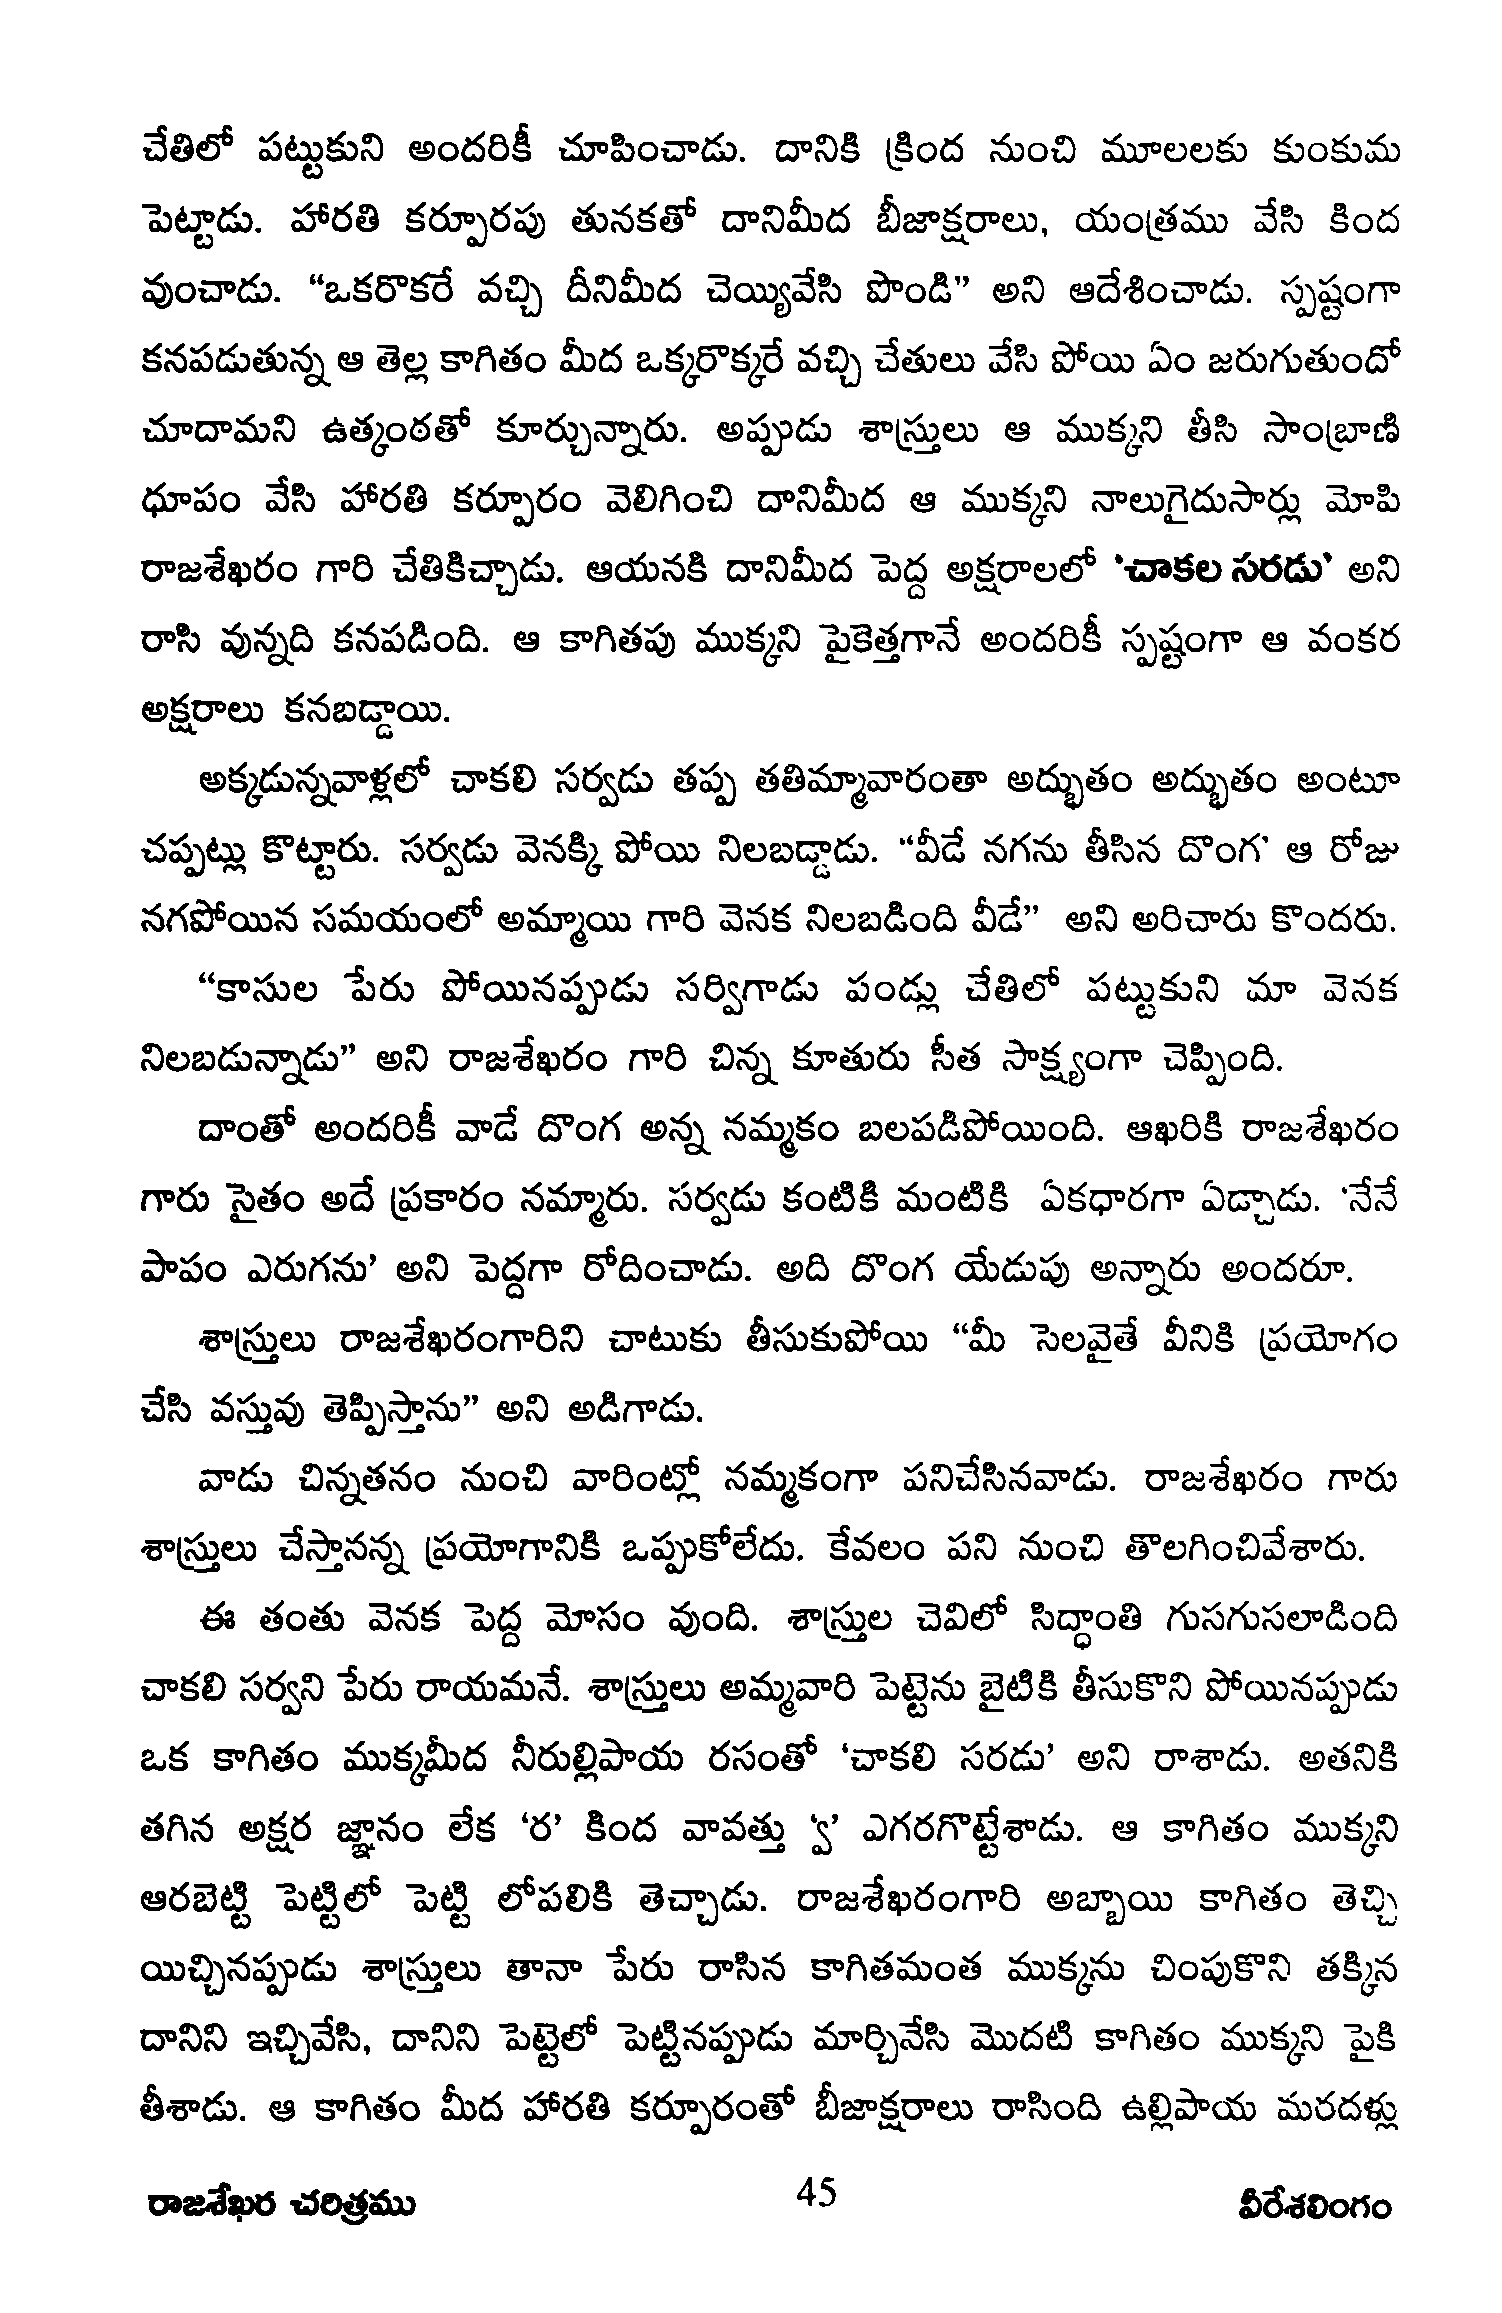 చేతిలో పట్టుకుని అందరికీ చూపించాడు. దానికి క్రింద నుంచి మూలలకు కుంకుమ
పెట్టాడు. హారతి కర్పూరపు తునకతో దానిమీద బీజాక్షరాలు, యంత్రము వేసి కింద
వుంచాడు. “ఒకరొకరే వచ్చి దీనిమీద చెయ్యివేసి పొండి” అని ఆదేశించాడు. స్పష్టంగా
కనపడుతున్న ఆ తెల్ల కాగితం మీద ఒక్కరొక్కరే వచ్చి చేతులు వేసి పోయి ఏం జరుగుతుందో
చూదామని ఉత్కంఠతో కూర్చున్నారు. అప్పుడు శాస్త్రులు ఆ ముక్కని తీసి సాంబ్రాణి
ధూపం వేసి హారతి కర్పూరం వెలిగించి దానిమీద ఆ ముక్కని నాలుగైదుసార్లు మోపి
రాజశేఖరం గారి చేతికిచ్చాడు. ఆయనకి దానిమీద పెద్ద అక్షరాలలో ‘చాకల సరడు’ అని
రాసి వున్నది కనపడింది. ఆ కాగితపు ముక్కని పైకెత్తగానే అందరికీ స్పష్టంగా ఆ వంకర
అక్షరాలు కనబడ్డాయి.
అక్కడున్నవాళ్లలో చాకలి సర్వడు తప్ప తతిమ్మావారంతా అద్భుతం అద్భుతం అంటూ
చప్పట్లు కొట్టారు. సర్వడు వెనక్కి పోయి నిలబడ్డాడు. “వీడే నగను తీసిన దొంగ’ ఆ రోజు
నగపోయిన సమయంలో అమ్మాయి గారి వెనక నిలబడింది వీడే” అని అరిచారు కొందరు.
“కాసుల పేరు పోయినప్పుడు సర్విగాడు పండ్లు చేతిలో పట్టుకుని మా వెనక
నిలబడున్నాడు” అని రాజశేఖరం గారి చిన్న కూతురు సీత సాక్ష్యంగా చెప్పింది.
దాంతో అందరికీ వాడే దొంగ అన్న నమ్మకం బలపడిపోయింది. ఆఖరికి రాజశేఖరం
గారు సైతం అదే ప్రకారం నమ్మారు. సర్వడు కంటికి మంటికి ఏకధారగా ఏడ్చాడు. ‘నేనే
పాపం ఎరుగను’ అని పెద్దగా రోదించాడు. అది దొంగ యేడుపు అన్నారు అందరూ.
శాస్త్రులు రాజశేఖరంగారిని చాటుకు తీసుకుపోయి “మీ సెలవైతే వీనికి ప్రయోగం
చేసి వస్తువు తెప్పిస్తాను” అని అడిగాడు.
వాడు చిన్నతనం నుంచి వారింట్లో నమ్మకంగా పనిచేసినవాడు. రాజశేఖరం గారు
శాస్త్రులు చేస్తానన్న ప్రయోగానికి ఒప్పుకోలేదు. కేవలం పని నుంచి తొలగించివేశారు.
ఈ తంతు వెనక పెద్ద మోసం వుంది. శాస్త్రుల చెవిలో సిద్ధాంతి గుసగుసలాడింది
చాకలి సర్వని పేరు రాయమనే. శాస్త్రులు అమ్మవారి పెట్టెను బైటికి తీసుకొని పోయినప్పుడు
ఒక కాగితం ముక్కమీద నీరుల్లిపాయ రసంతో ‘చాకలి సరడు’ అని రాశాడు. అతనికి
తగిన అక్షర జ్ఞానం లేక ‘ర’ కింద వావత్తు ‘్వ’ ఎగరగొట్టేశాడు. ఆ కాగితం ముక్కని
ఆరబెట్టి పెట్టిలో పెట్టి లోపలికి తెచ్చాడు. రాజశేఖరంగారి అబ్బాయి కాగితం తెచ్చి
యిచ్చినప్పుడు శాస్త్రులు తానా పేరు రాసిన కాగితమంత ముక్కను చింపుకొని తక్కిన
దానిని ఇచ్చివేసి, దానిని పెట్టెలో పెట్టినప్పుడు మార్చివేసి మొదటి కాగితం ముక్కని పైకి
తీశాడు. ఆ కాగితం మీద హారతి కర్పూరంతో బీజాక్షరాలు రాసింది ఉల్లిపాయ మరదళ్లు
రాజశేఖర చరిత్రము 45 వీరేశలింగం